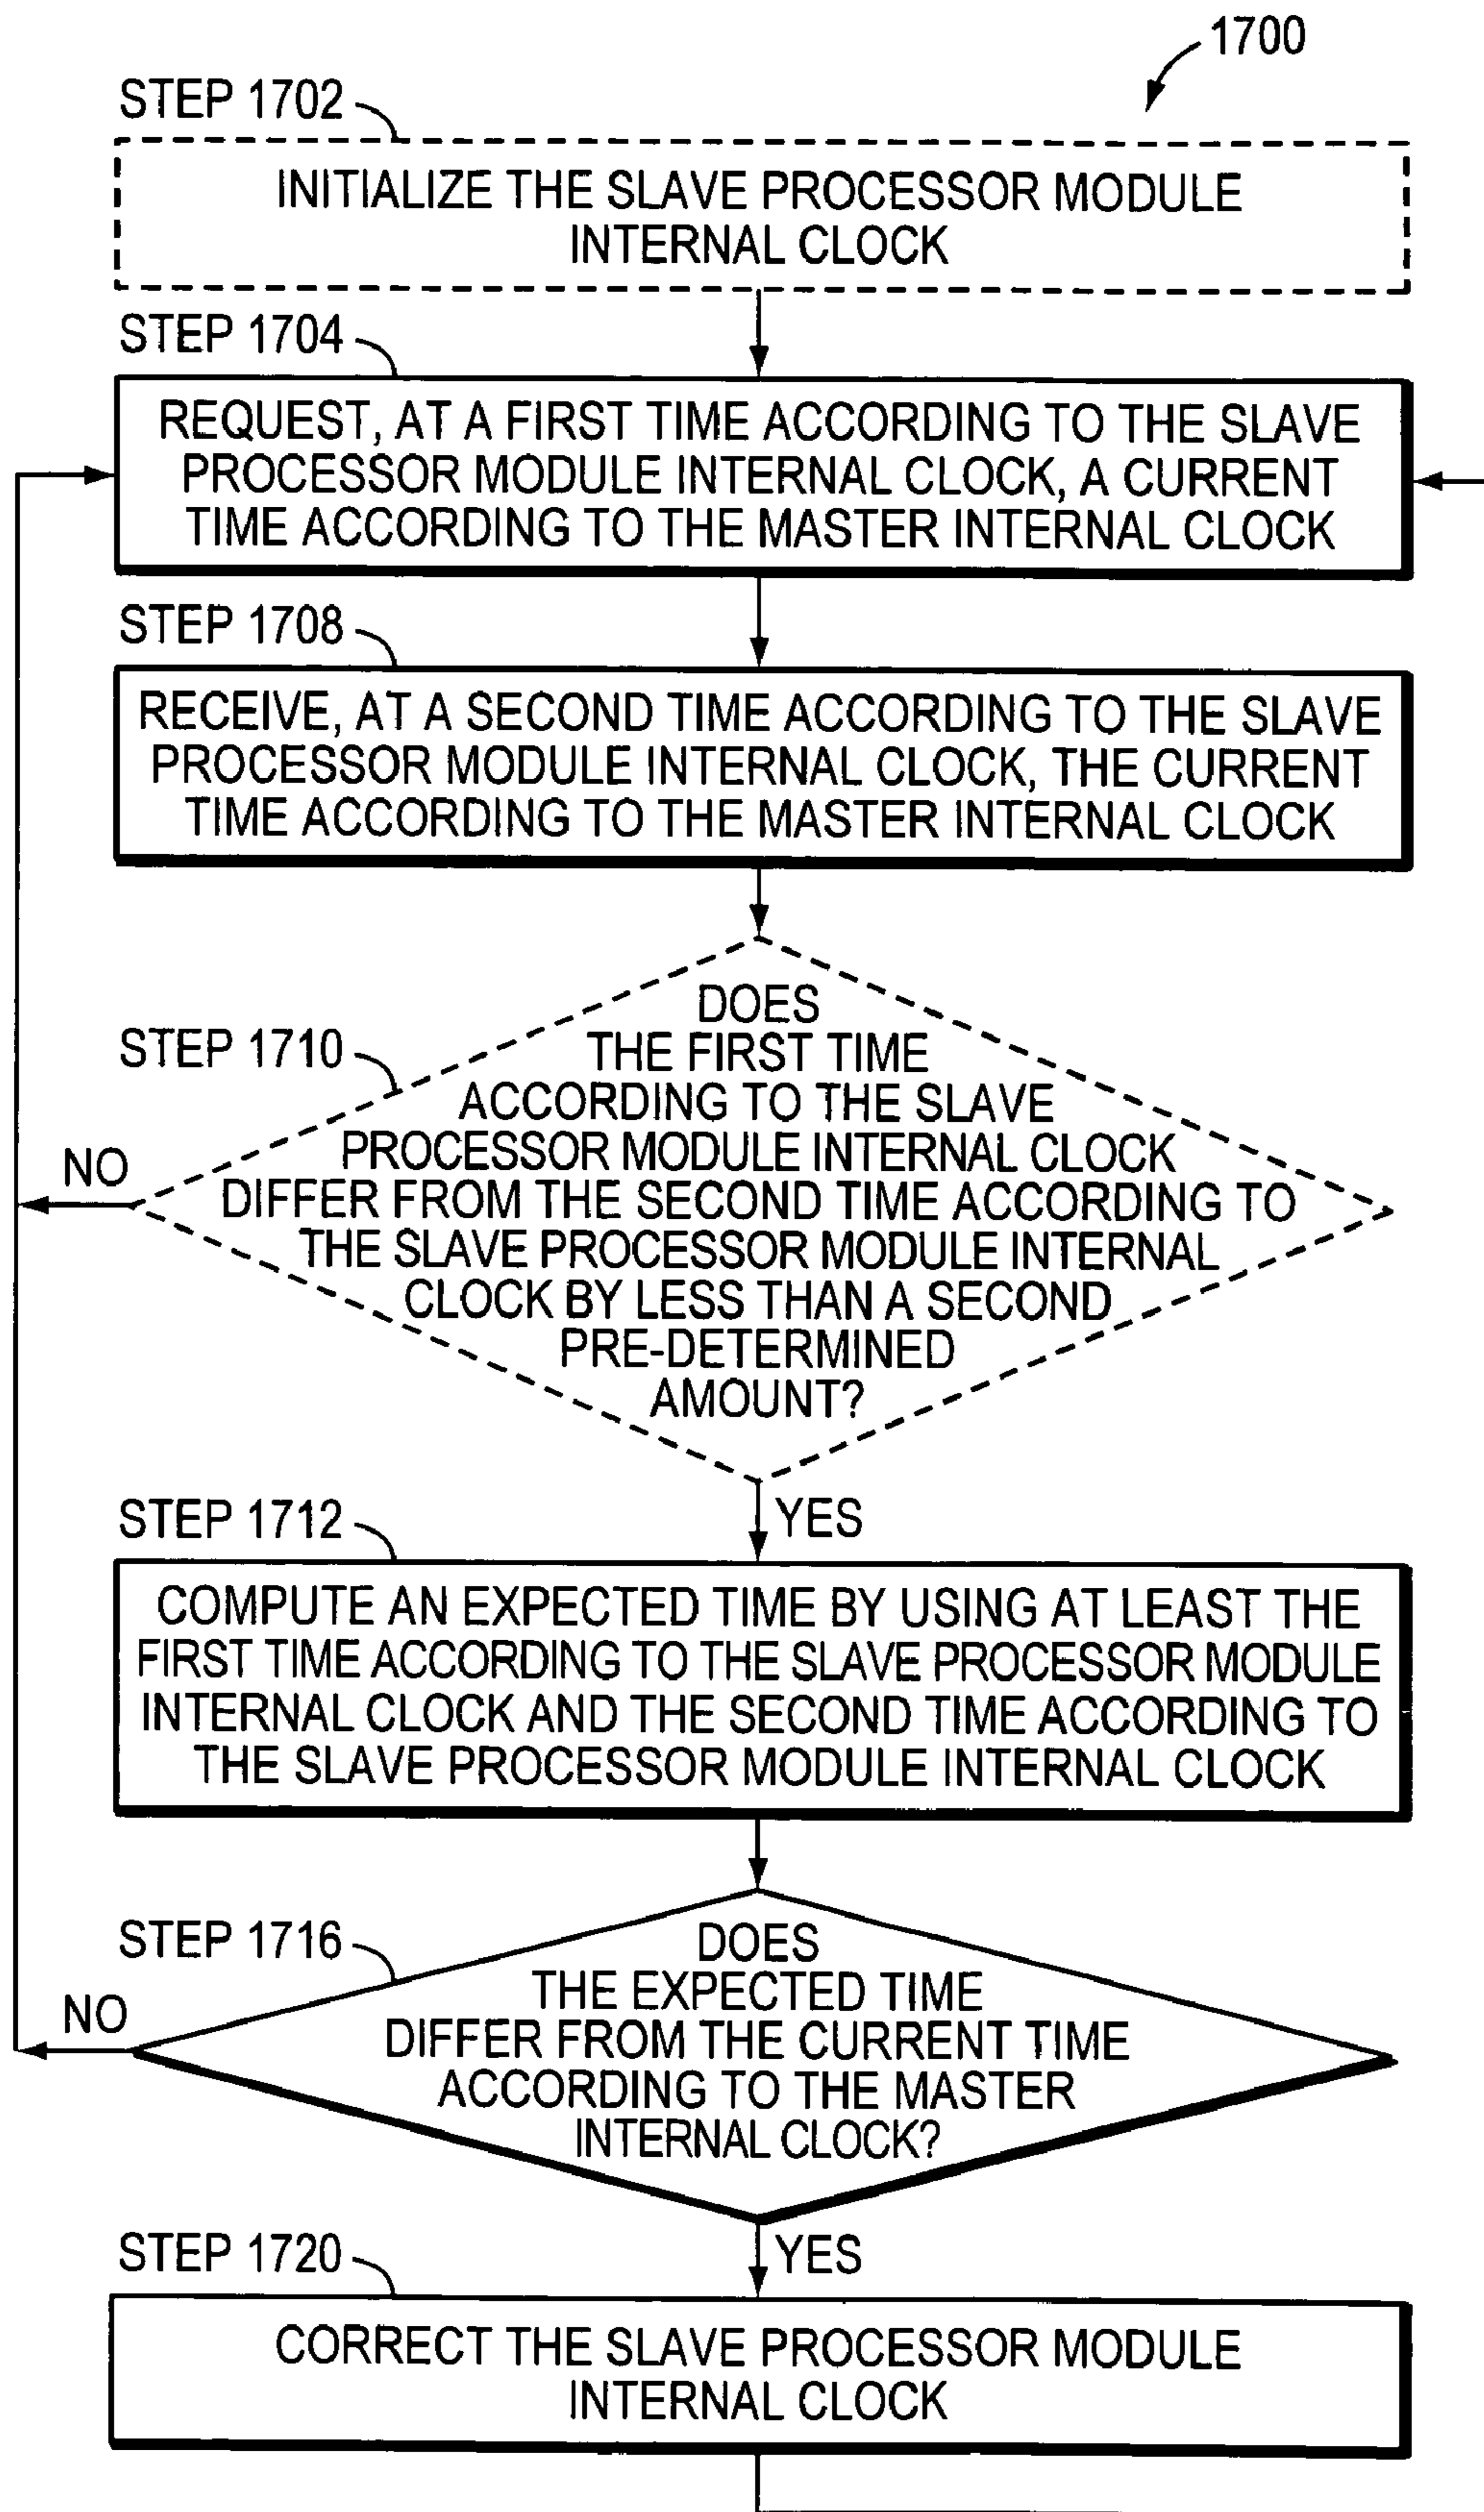 1700
STEP 1702
INITIALIZE THE SLAVE PROCESSOR MODULE
INTERNAL CLOCK
STEP 1704
REQUEST, AT A FIRST TIME ACCORDING TO THE SLAVE
PROCESSOR MODULE INTERNAL CLOCK, A CURRENT
TIME ACCORDING TO THE MASTER INTERNAL CLOCK
STEP 1708
RECEIVE, AT A SECOND TIME ACCORDING TO THE SLAVE
PROCESSOR MODULE INTERNAL CLOCK, THE CURRENT
TIME ACCORDING TO THE MASTER INTERNAL CLOCK
STEP 1710
DOES
THE FIRST TIME
ACCORDING TO THE SLAVE
PROCESSOR MODULE INTERNAL CLOCK
DIFFER FROM THE SECOND TIME ACCORDING TO
THE SLAVE PROCESSOR MODULE INTERNAL
CLOCK BY LESS THAN A SECOND
PRE-DETERMINED
AMOUNT?
NO
YES
STEP 1712
COMPUTE AN EXPECTED TIME BY USING AT LEAST THE
FIRST TIME ACCORDING TO THE SLAVE PROCESSOR MODULE
INTERNAL CLOCK AND THE SECOND TIME ACCORDING TO
THE SLAVE PROCESSOR MODULE INTERNAL CLOCK
STEP 1716
DOES
THE EXPECTED TIME
DIFFER FROM THE CURRENT TIME
ACCORDING TO THE MASTER
INTERNAL CLOCK?
NO
YES
STEP 1720
CORRECT THE SLAVE PROCESSOR MODULE
INTERNAL CLOCK